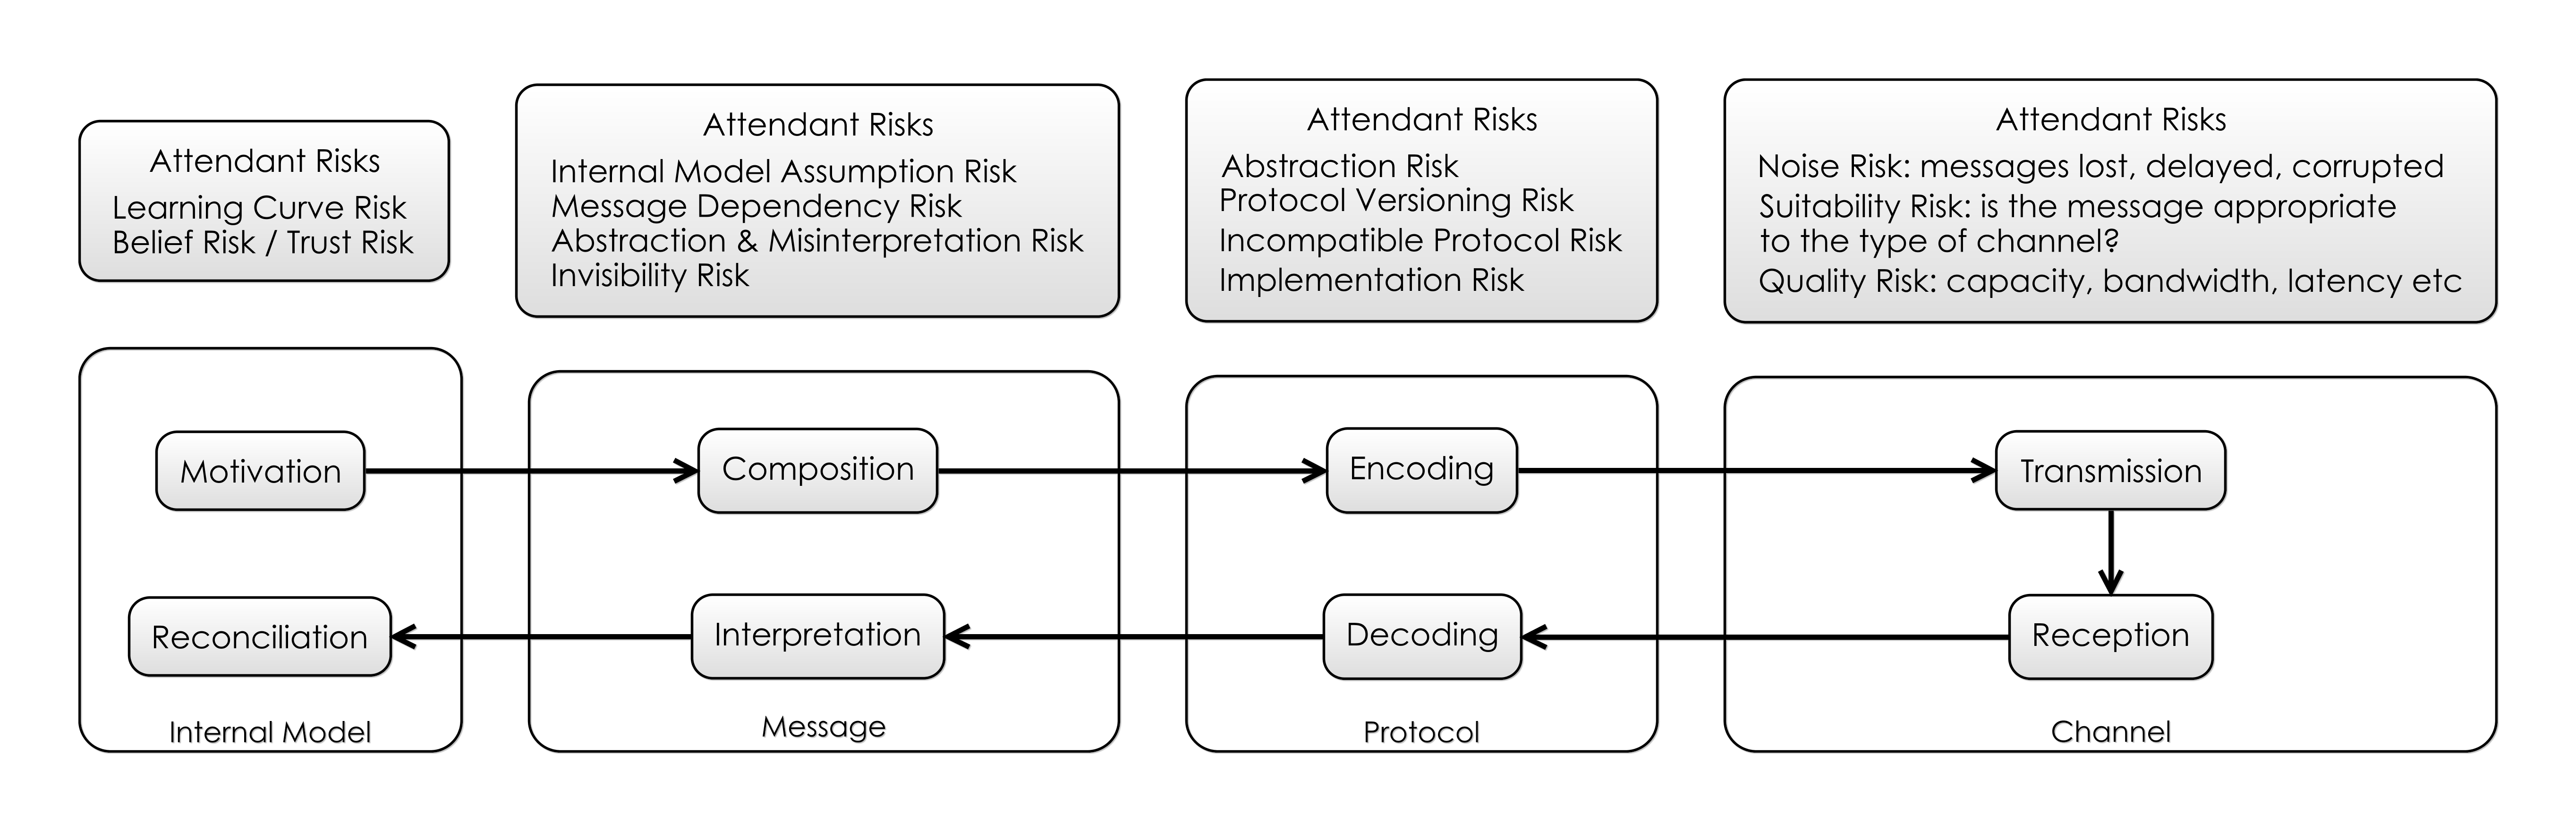 Attendant Risks
Learning Curve Risk
Belief Risk / Trust Risk
Attendant Risks
Internal Model Assumption Risk
Message Dependency Risk
Abstraction & Misinterpretation Risk
Invisibility Risk
Attendant Risks
Abstraction Risk
Protocol Versioning Risk
Incompatible Protocol Risk
Implementation Risk
Attendant Risks
Noise Risk: messages lost, delayed, corrupted
Suitability Risk: is the message appropriate
to the type of channel?
Quality Risk: capacity, bandwidth, latency etc
Motivation
Composition
Encoding
Transmission
Reconciliation
Interpretation
Decoding
Reception
Internal Model
Message
Protocol
Channel